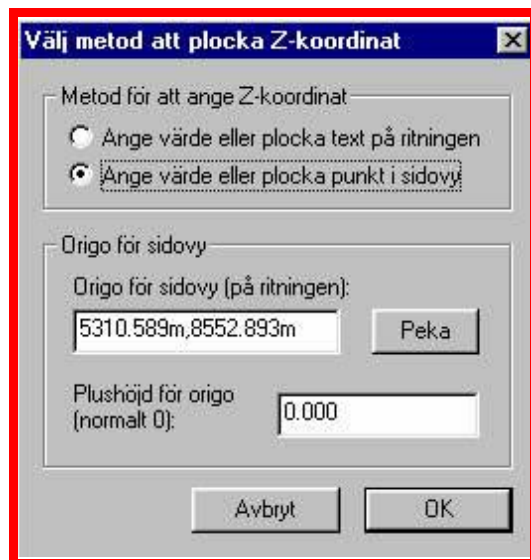 Välj metod att plocka Z-koordinat
Metod för att ange Z-koordinat
Ange värde eller plocka text på ritningen
Ange värde eller plocka punkt i sidovy
Origo för sidovy
Origo för sidovy (på ritningen):
5310.589m,8552.893m
Peka
Plushöjd för origo
(normalt 0):
0.000
Avbryt
OK